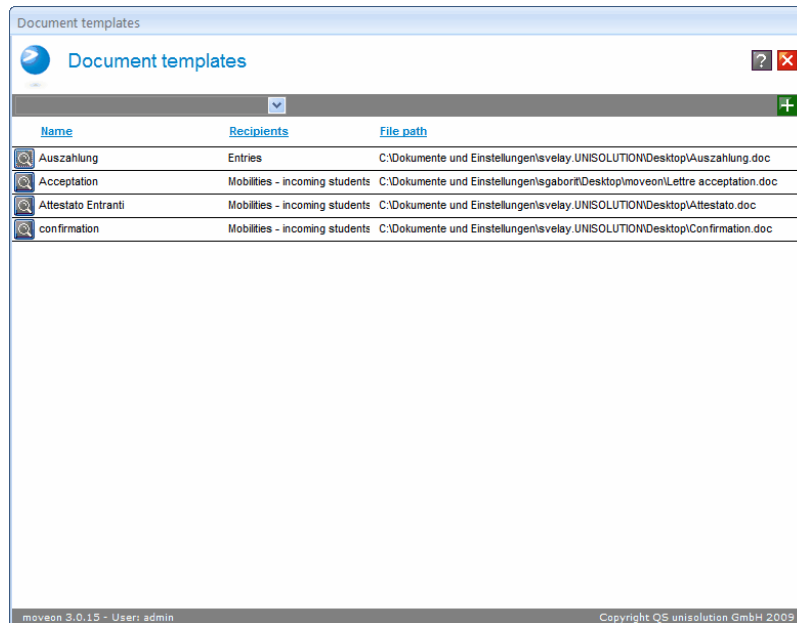 Document templates
Document templates
?
Name Recipients File path
Auszahlung Entries C:\Dokumente und Einstellungen\svelay.UNISOLUTION\Desktop\Auszahlung.doc
Acceptation Mobilities - incoming students C:\Dokumente und Einstellungen\sgaborit\Desktop\moveon\Lettre acceptation.doc
Attestato Entranti Mobilities - incoming students C:\Dokumente und Einstellungen\svelay.UNISOLUTION\Desktop\Attestato.doc
confirmation Mobilities - incoming students C:\Dokumente und Einstellungen\svelay.UNISOLUTION\Desktop\Confirmation.doc
moveon 3.0.15 - User: admin Copyright QS unisolution GmbH 2009